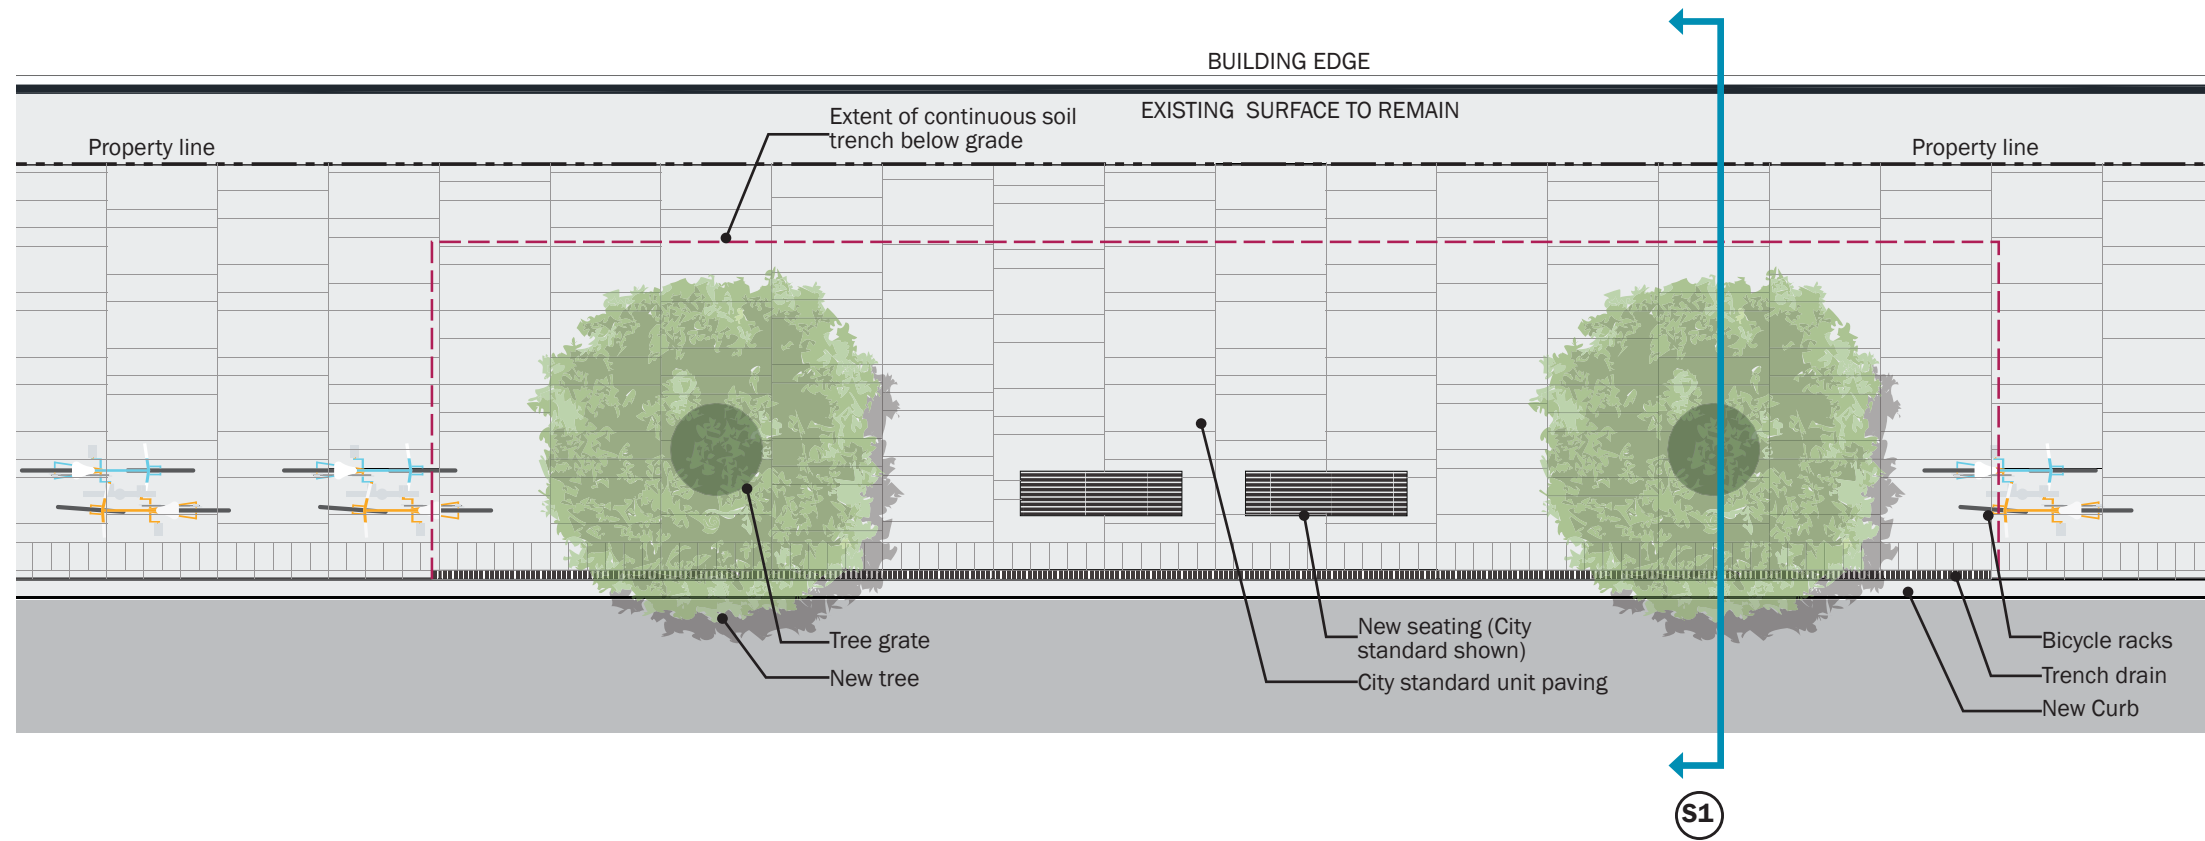 BUILDING EDGE
Extent of continuous soil
trench below grade
EXISTING SURFACE TO REMAIN
Property line
Property line
New seating (City
standard shown)
City standard unit paving
Tree grate
New tree
Bicycle racks
Trench drain
New Curb
S1